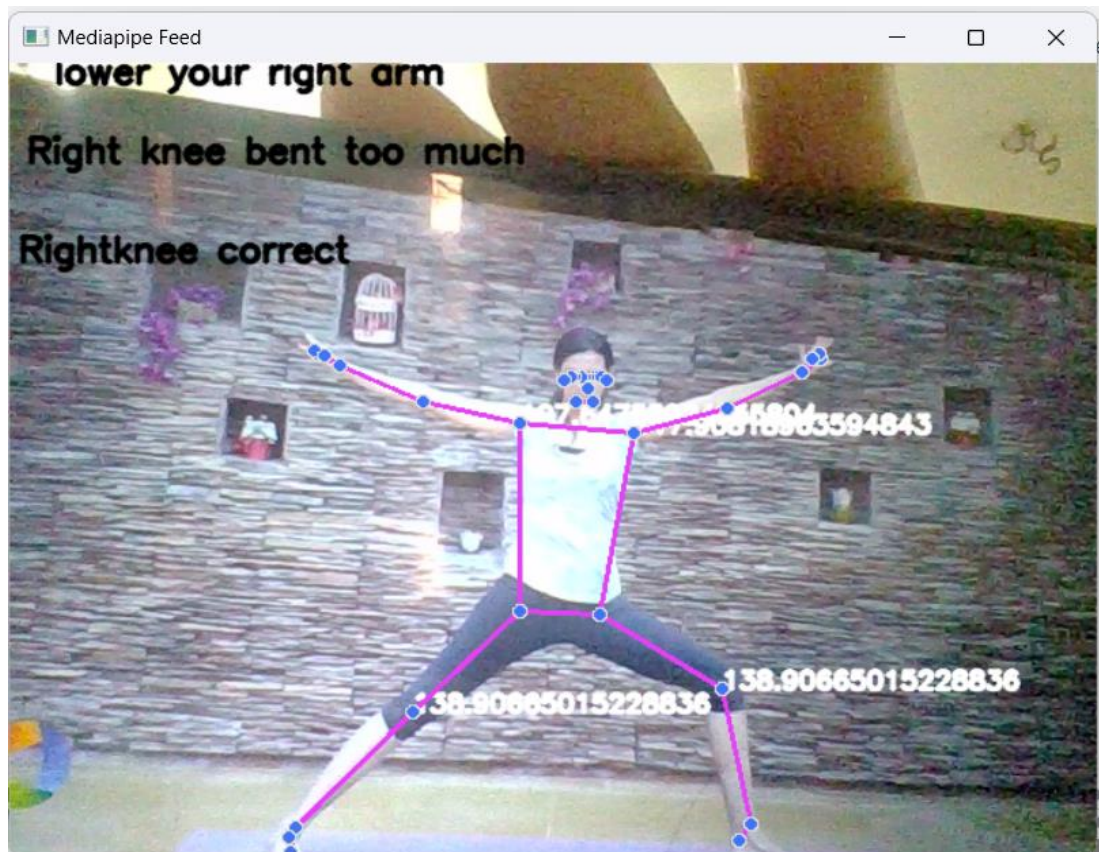 Mediapipe Feed
lower your right arm
Right knee bent too much
Rightknee correct
138.90665015228836
138.90665015228836